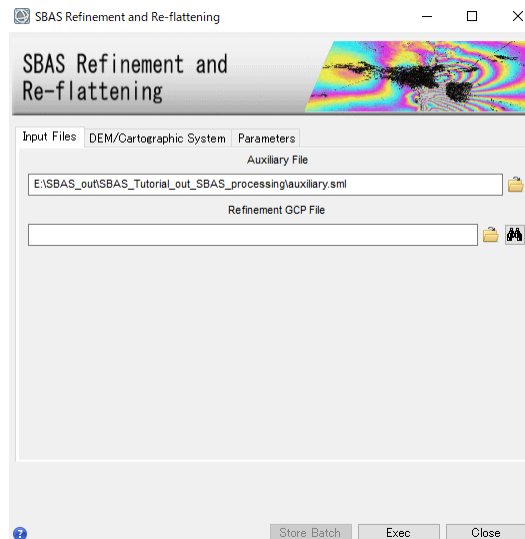 SBAS Refinement and Re-flattening
SBAS Refinement and
Re-flattening
Input Files DEM/Cartographic System Parameters
Auxiliary File
E:\SBAS_out\SBAS_Tutorial_out_SBAS_processing\auxiliary.sml
Refinement GCP File
Store Batch Exec Close